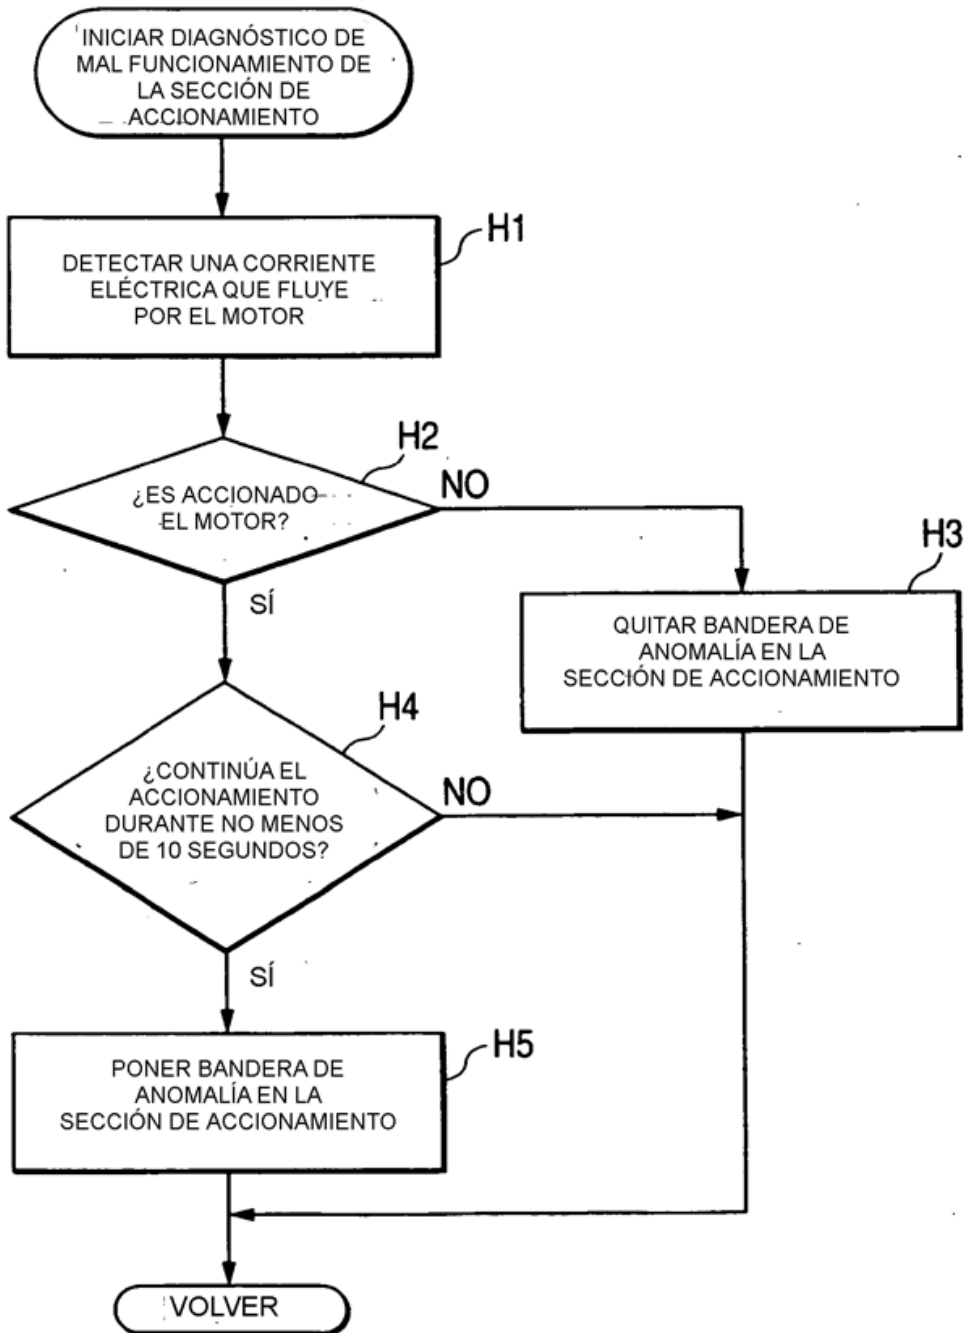 INICIAR DIAGNÓSTICO DE
MAL FUNCIONAMIENTO DE
LA SECCIÓN DE
ACCIONAMIENTO
H1
DETECTAR UNA CORRIENTE
ELÉCTRICA QUE FLUYE
POR EL MOTOR
H2
¿ES ACCIONADO
EL MOTOR?
NO
SÍ
H3
QUITAR BANDERA DE
ANOMALÍA EN LA
SECCIÓN DE ACCIONAMIENTO
H4
¿CONTINÚA EL
ACCIONAMIENTO
DURANTE NO MENOS
DE 10 SEGUNDOS?
NO
SÍ
H5
PONER BANDERA DE
ANOMALÍA EN LA
SECCIÓN DE ACCIONAMIENTO
VOLVER